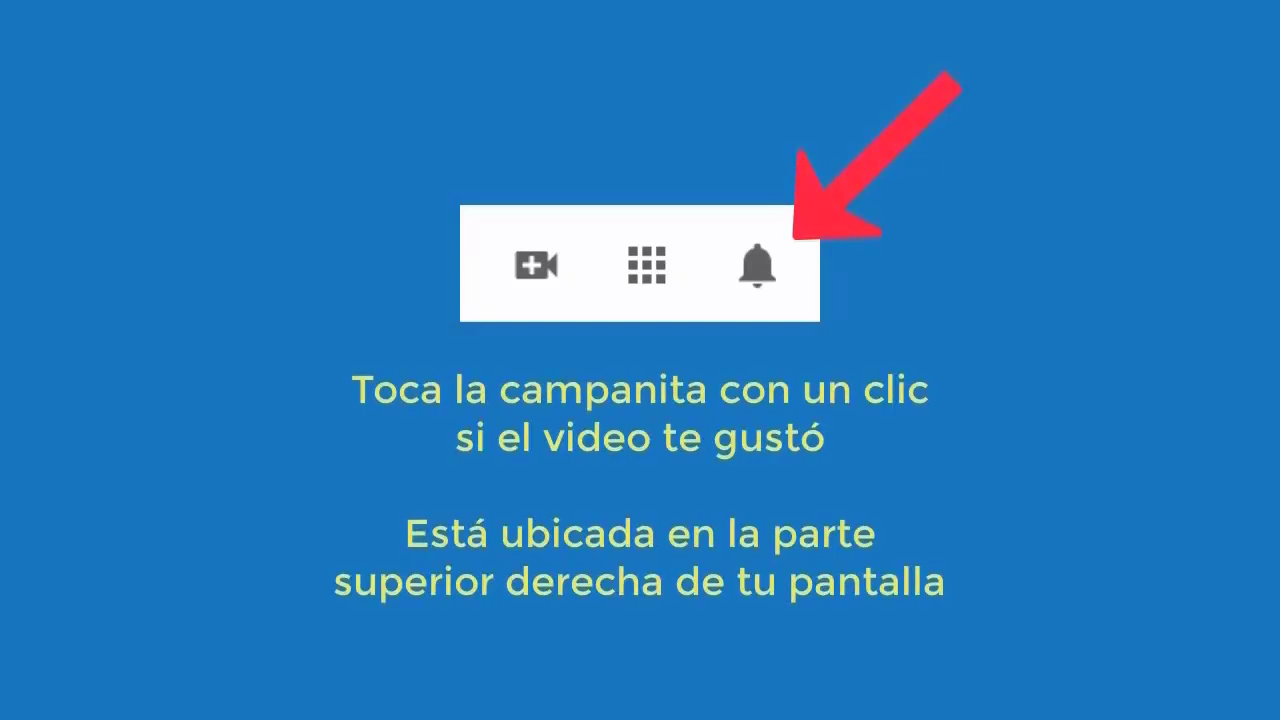 Toca la campanita con un clic
si el video te gustó
Está ubicada en la parte
superior derecha de tu pantalla